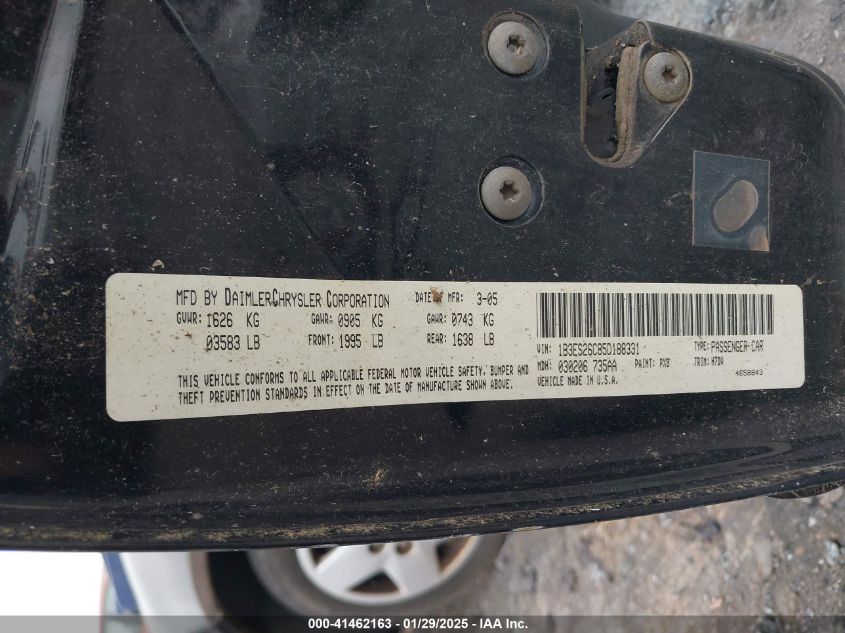 MFD BY DAIMLERCHRYSLER CORPORATION DATE OF MFR: 3-05
GVWR: 1626 KG GAWR: 0905 KG GAWR: 0743 KG
03583 LB FRONT: 1995 LB REAR: 1638 LB
THIS VEHICLE CONFORMS TO ALL APPLICABLE FEDERAL MOTOR VEHICLE SAFETY, BUMPER AND
THEFT PREVENTION STANDARDS IN EFFECT ON THE DATE OF MANUFACTURE SHOWN ABOVE.
VIN: 1B3ES26C85D188331 TYPE: PASSENGER CAR
MDH: 030206 735AA PAINT: PX8 TRIM: H7DV
VEHICLE MADE IN U.S.A. 4658843
000-41462163 - 01/29/2025 - IAA Inc.